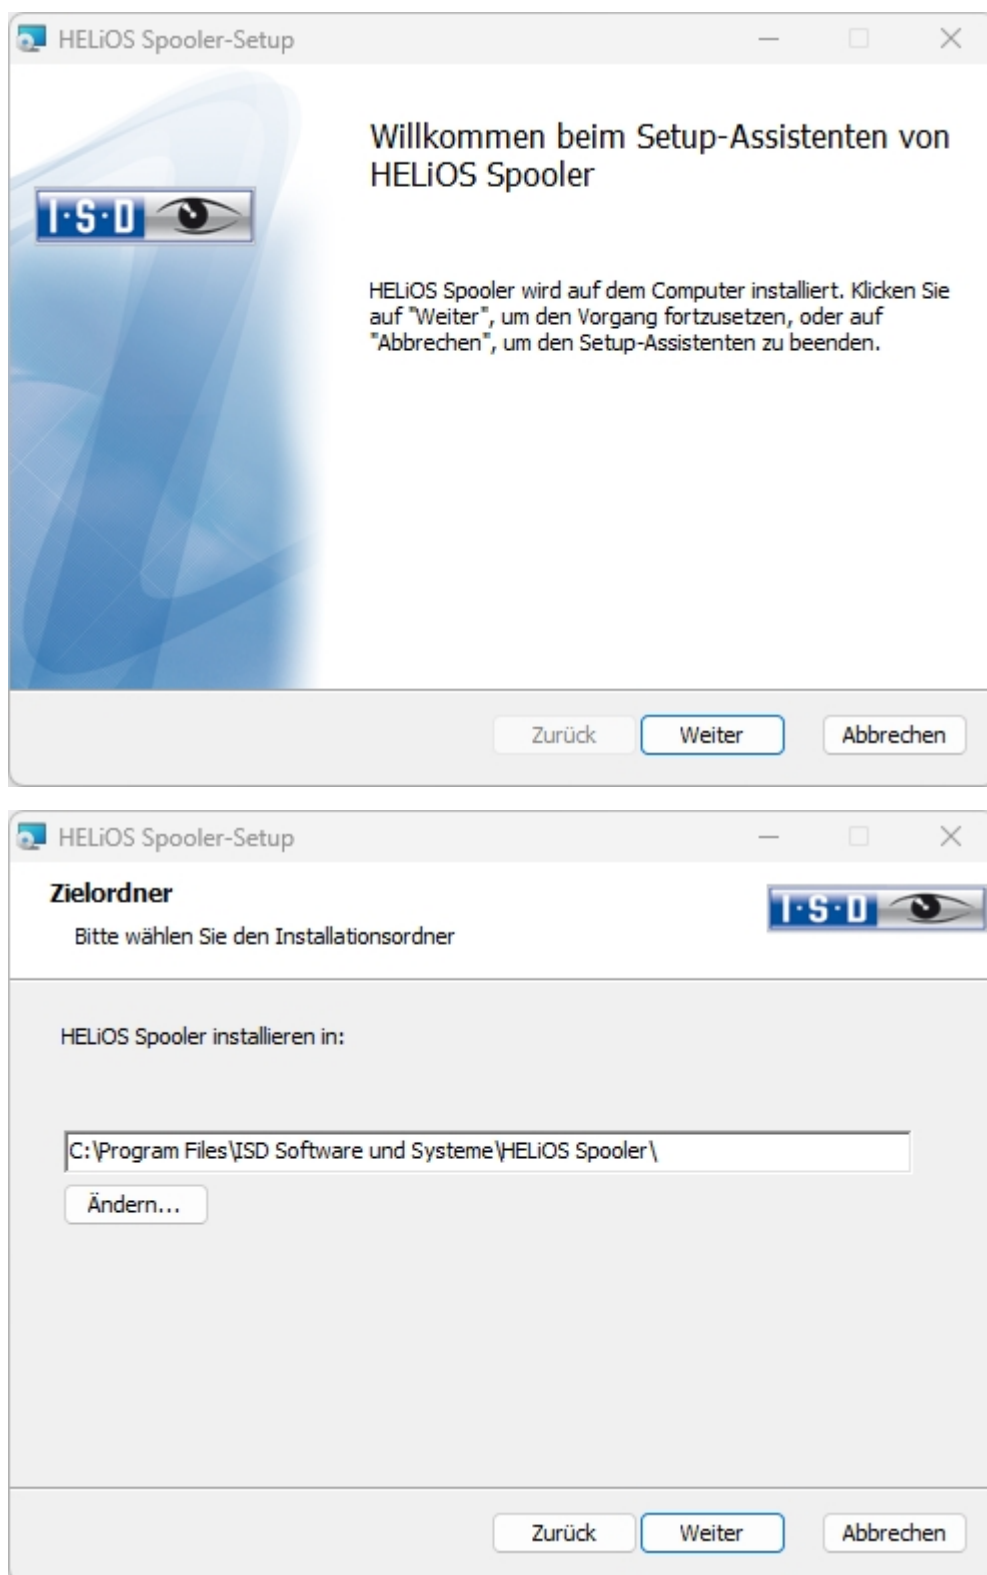 HELiOS Spooler-Setup
Willkommen beim Setup-Assistenten von
HELiOS Spooler
I·S·D
HELiOS Spooler wird auf dem Computer installiert. Klicken Sie
auf "Weiter", um den Vorgang fortzusetzen, oder auf
"Abbrechen", um den Setup-Assistenten zu beenden.
Zurück Weiter Abbrechen
HELiOS Spooler-Setup
Zielordner
I·S·D
Bitte wählen Sie den Installationsordner
HELiOS Spooler installieren in:
C:\Program Files\ISD Software und Systeme\HELiOS Spooler\
Ändern...
Zurück Weiter Abbrechen